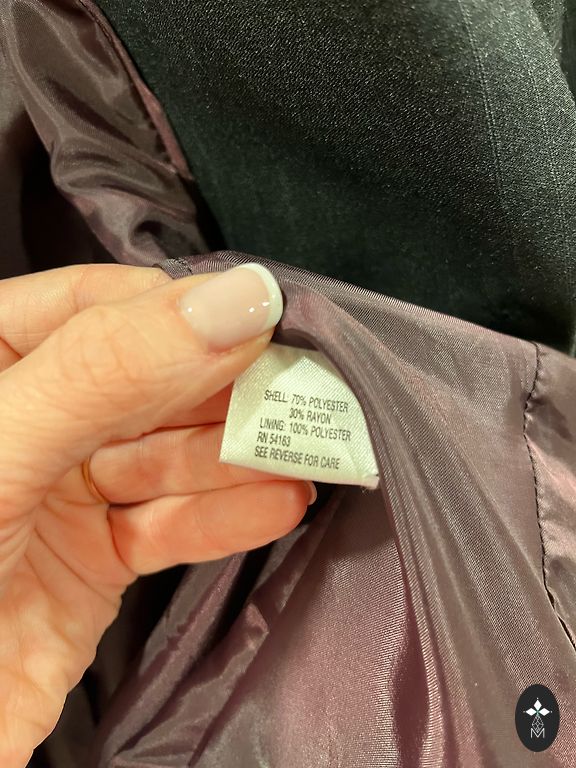 SHELL: 70% POLYESTER
30% RAYON
LINING: 100% POLYESTER
RN 54163
SEE REVERSE FOR CARE
M